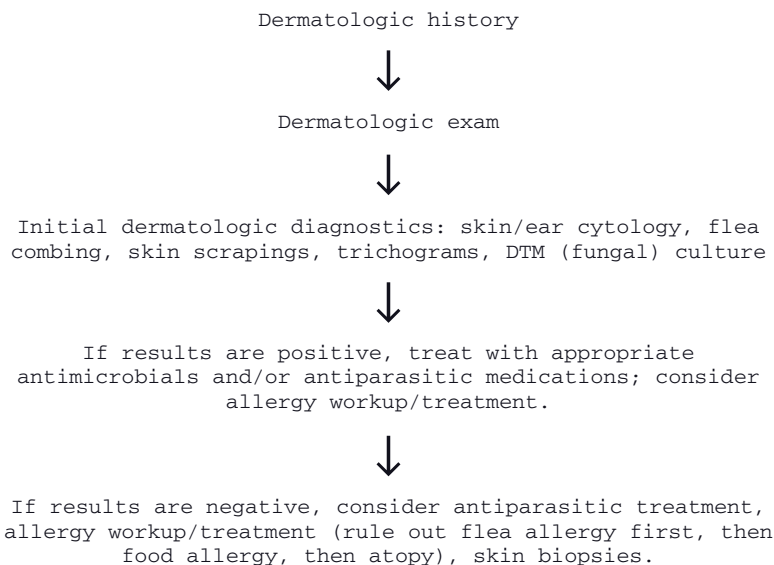 Dermatologic history
Dermatologic exam
Initial dermatologic diagnostics: skin/ear cytology, flea
combing, skin scrapings, trichograms, DTM (fungal) culture
If results are positive, treat with appropriate
antimicrobials and/or antiparasitic medications; consider
allergy workup/treatment.
If results are negative, consider antiparasitic treatment,
allergy workup/treatment (rule out flea allergy first, then
food allergy, then atopy), skin biopsies.